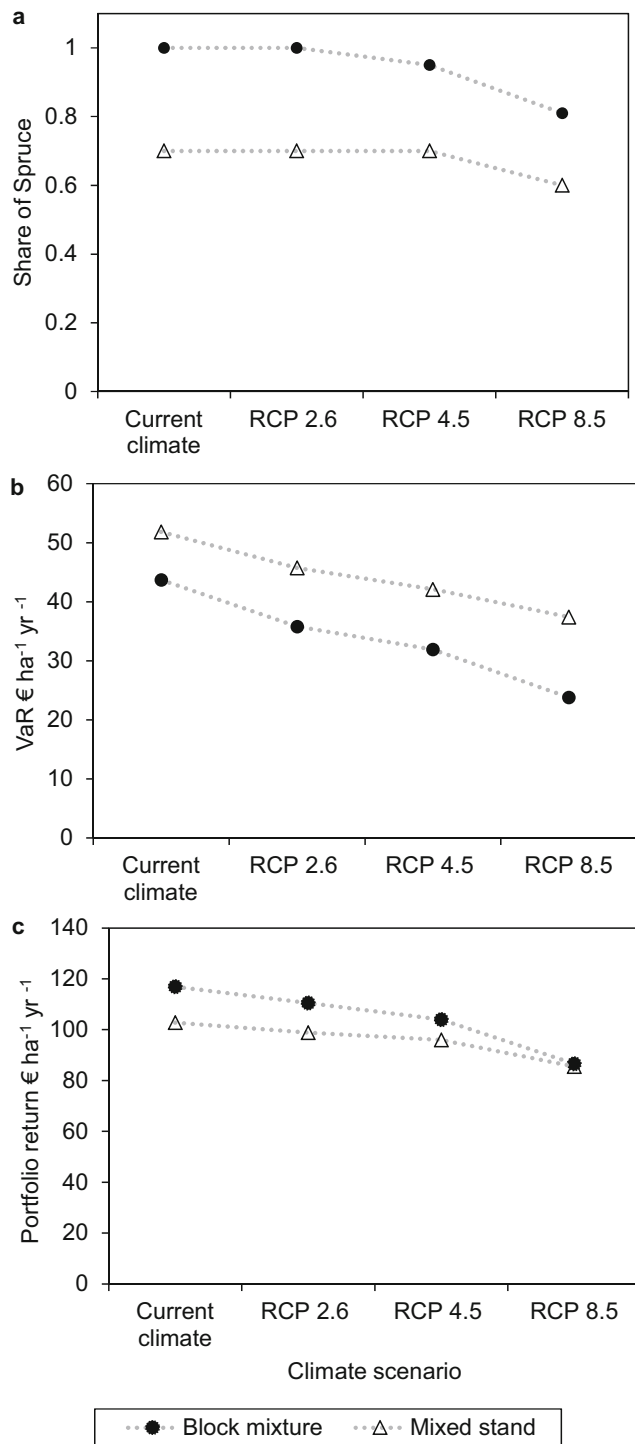 a
Share of Spruce
1
0.8
0.6
0.4
0.2
0
Current climate
RCP 2.6
RCP 4.5
RCP 8.5
b
VaR € ha⁻¹ yr ⁻¹
60
50
40
30
20
10
0
Current climate
RCP 2.6
RCP 4.5
RCP 8.5
c
Portfolio return € ha⁻¹ yr ⁻¹
140
120
100
80
60
40
20
0
Current climate
RCP 2.6
RCP 4.5
RCP 8.5
Climate scenario
Block mixture
Mixed stand